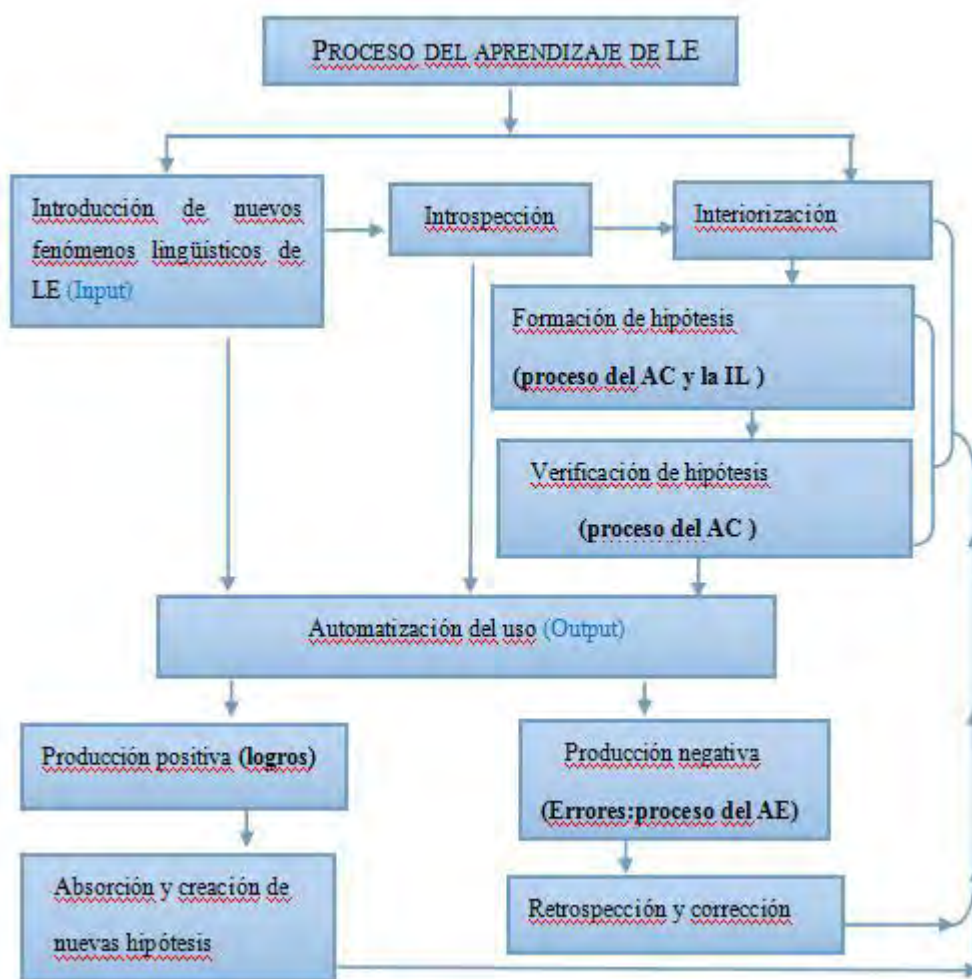 PROCESO DEL APRENDIZAJE DE LE
Introducción de nuevos
fenómenos lingüísticos de
LE (Input)
Introspección
Interiorización
Formación de hipótesis
(proceso del AC y la IL )
Verificación de hipótesis
(proceso del AC )
Automatización del uso (Output)
Producción positiva (logros)
Producción negativa
(Errores:proceso del AE)
Absorción y creación de
nuevas hipótesis
Retrospección y corrección